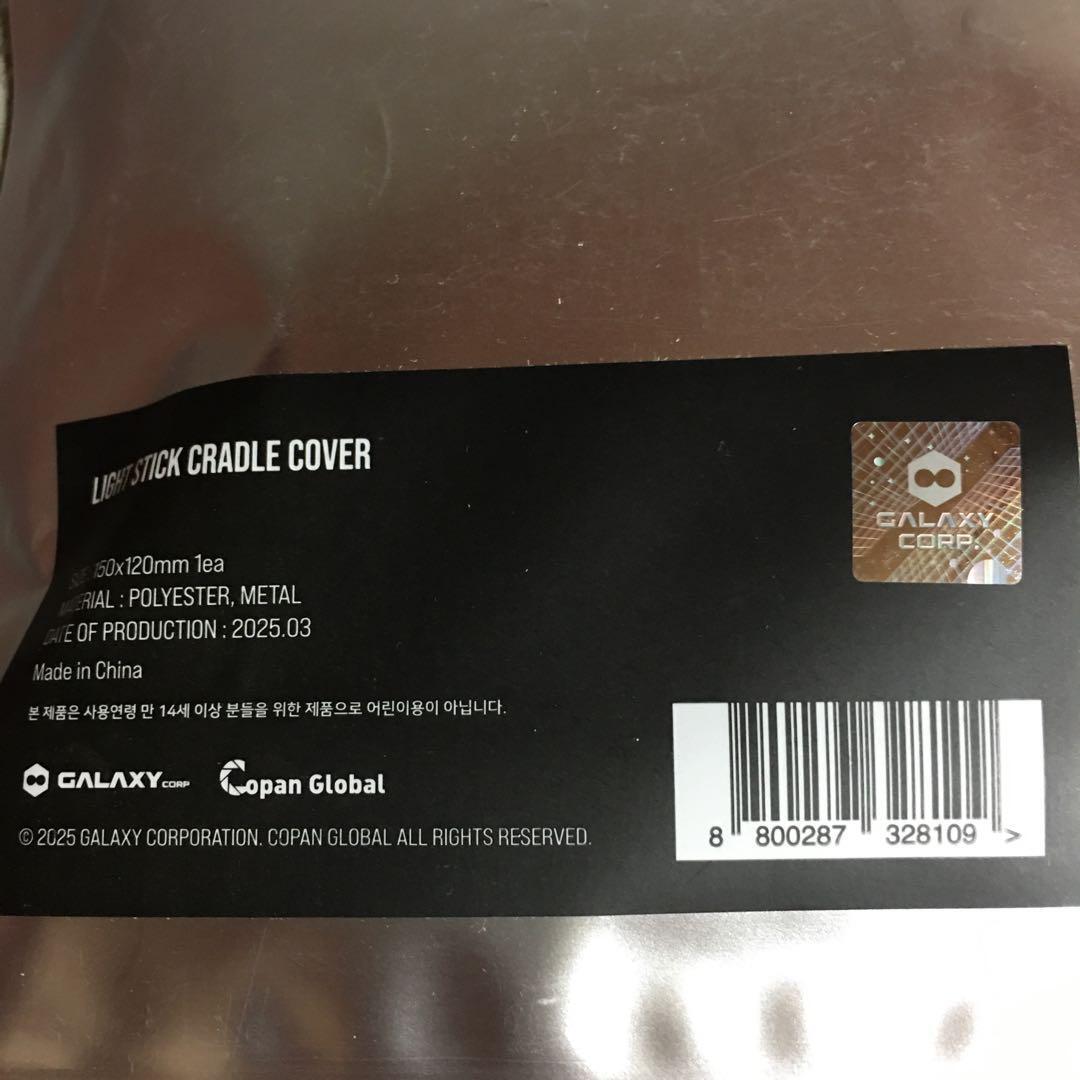 LIGHT STICK CRADLE COVER
GALAXY
CORP.
SIZE : 150x120mm 1ea
MATERIAL : POLYESTER, METAL
DATE OF PRODUCTION : 2025.03
Made in China
본 제품은 사용연령 만 14세 이상 분들을 위한 제품으로 어린이용이 아닙니다.
GALAXY CORP
Copan Global
© 2025 GALAXY CORPORATION. COPAN GLOBAL ALL RIGHTS RESERVED.
8 800287 328109 >